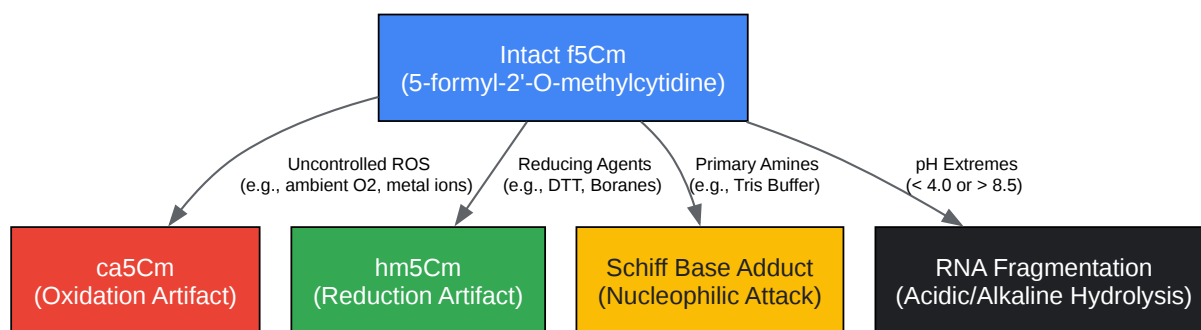 Intact f5Cm
(5-formyl-2'-O-methylcytidine)
Uncontrolled ROS
(e.g., ambient O2, metal ions)
Reducing Agents
(e.g., DTT, Boranes)
Primary Amines
(e.g., Tris Buffer)
pH Extremes
(< 4.0 or > 8.5)
ca5Cm
(Oxidation Artifact)
hm5Cm
(Reduction Artifact)
Schiff Base Adduct
(Nucleophilic Attack)
RNA Fragmentation
(Acidic/Alkaline Hydrolysis)